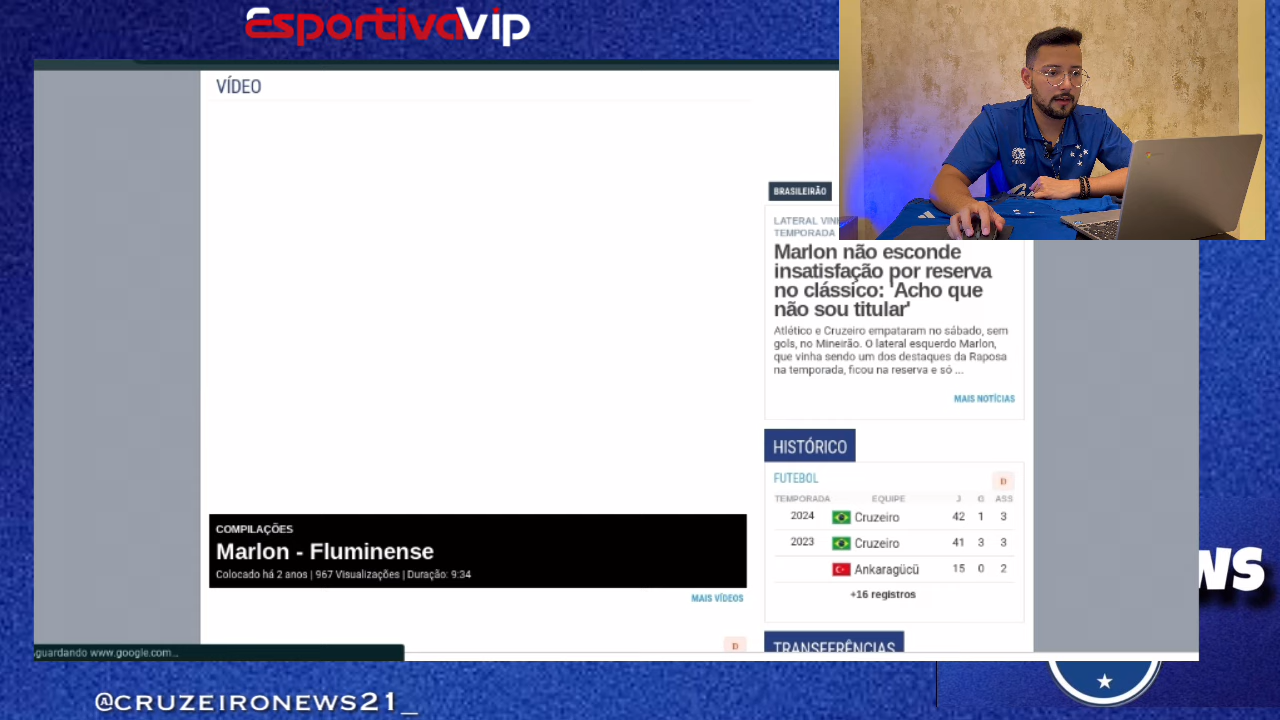 EsportivaVip
VÍDEO
BRASILEIRÃO
LATERAL
TEMPORADA
Marlon não esconde
insatisfação por reserva
no clássico: 'Acho que
não sou titular'
Atlético e Cruzeiro empataram no sábado, sem
gols, no Mineirão. O lateral esquerdo Marlon,
que vinha sendo um dos destaques da Raposa
na temporada, ficou na reserva e só ...
MAIS NOTÍCIAS
HISTÓRICO
FUTEBOL D
TEMPORADA EQUIPE J G ASS
2024 Cruzeiro 42 1 3
2023 Cruzeiro 41 3 3
Ankaragücü 15 0 2
+16 registros
TRANSFERÊNCIAS
COMPILAÇÕES
Marlon - Fluminense
Colocado há 2 anos | 967 Visualizações | Duração: 9:34
MAIS VÍDEOS
D
guardando www.google.com...
WS
@CRUZEIRONEWS21_